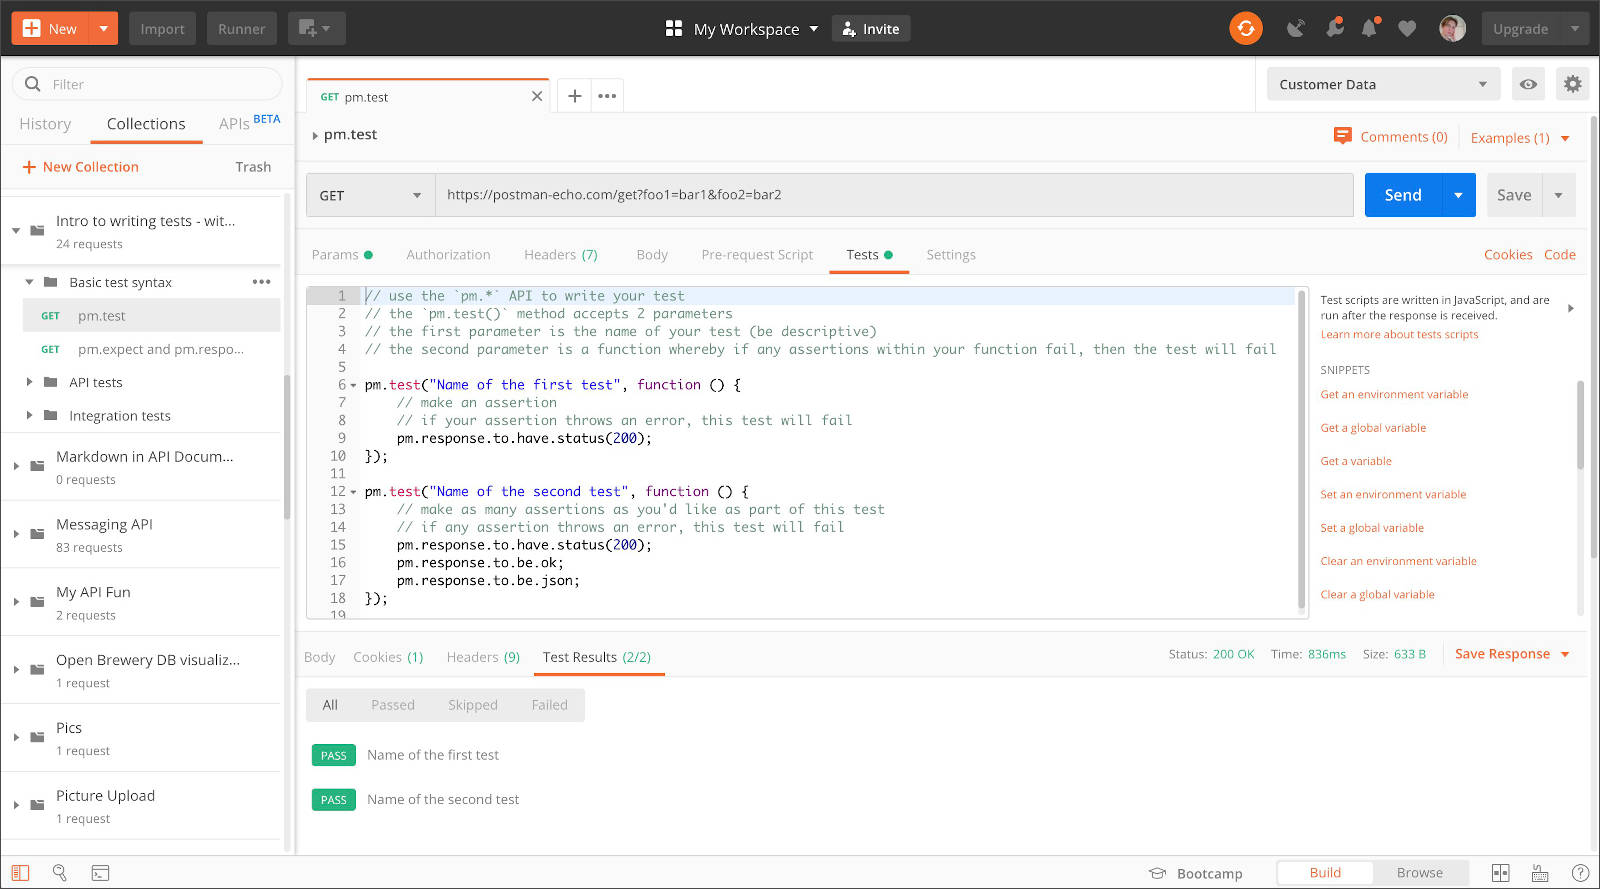 New Import Runner My Workspace Invite Upgrade
Filter
History Collections APIs BETA
New Collection Trash
Intro to writing tests - wit...
24 requests
Basic test syntax
GET pm.test
GET pm.expect and pm.respo...
API tests
Integration tests
Markdown in API Docum...
0 requests
Messaging API
83 requests
My API Fun
2 requests
Open Brewery DB visualiz...
1 request
Pics
1 request
Picture Upload
1 request
GET pm.test
Customer Data
pm.test
Comments (0) Examples (1)
GET https://postman-echo.com/get?foo1=bar1&foo2=bar2 Send Save
Params Authorization Headers (7) Body Pre-request Script Tests Settings Cookies Code
1 // use the `pm.*` API to write your test
2 // the `pm.test()` method accepts 2 parameters
3 // the first parameter is the name of your test (be descriptive)
4 // the second parameter is a function whereby if any assertions within your function fail, then the test will fail
5
6 pm.test("Name of the first test", function () {
7 // make an assertion
8 // if your assertion throws an error, this test will fail
9 pm.response.to.have.status(200);
10 });
11
12 pm.test("Name of the second test", function () {
13 // make as many assertions as you'd like as part of this test
14 // if any assertion throws an error, this test will fail
15 pm.response.to.have.status(200);
16 pm.response.to.be.ok;
17 pm.response.to.be.json;
18 });
19
Test scripts are written in JavaScript, and are
run after the response is received.
Learn more about tests scripts
SNIPPETS
Get an environment variable
Get a global variable
Get a variable
Set an environment variable
Set a global variable
Clear an environment variable
Clear a global variable
Body Cookies (1) Headers (9) Test Results (2/2) Status: 200 OK Time: 836ms Size: 633 B Save Response
All Passed Skipped Failed
PASS Name of the first test
PASS Name of the second test
Bootcamp Build Browse